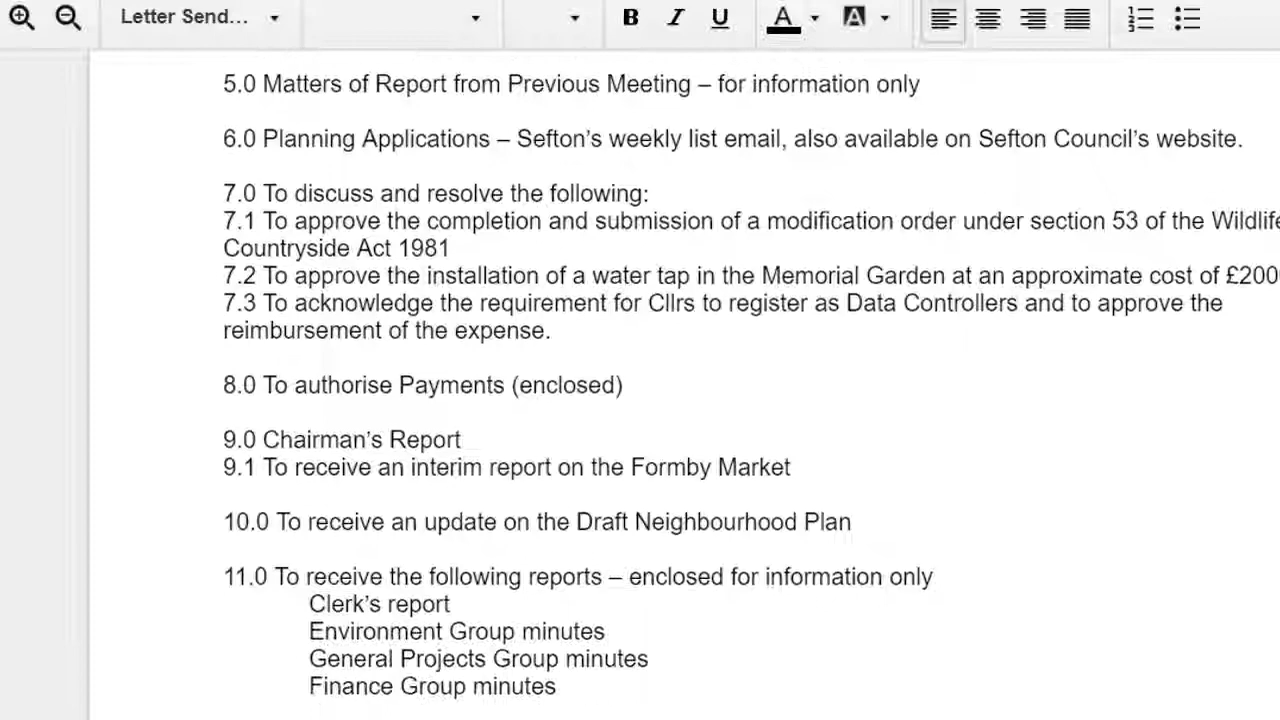 Letter Send...
B I U A A
5.0 Matters of Report from Previous Meeting – for information only
6.0 Planning Applications – Sefton’s weekly list email, also available on Sefton Council’s website.
7.0 To discuss and resolve the following:
7.1 To approve the completion and submission of a modification order under section 53 of the
Countryside Act 1981
7.2 To approve the installation of a water tap in the Memorial Garden at an approximate cost of
7.3 To acknowledge the requirement for Cllrs to register as Data Controllers and to approve the
reimbursement of the expense.
8.0 To authorise Payments (enclosed)
9.0 Chairman’s Report
9.1 To receive an interim report on the Formby Market
10.0 To receive an update on the Draft Neighbourhood Plan
11.0 To receive the following reports – enclosed for information only
Clerk’s report
Environment Group minutes
General Projects Group minutes
Finance Group minutes